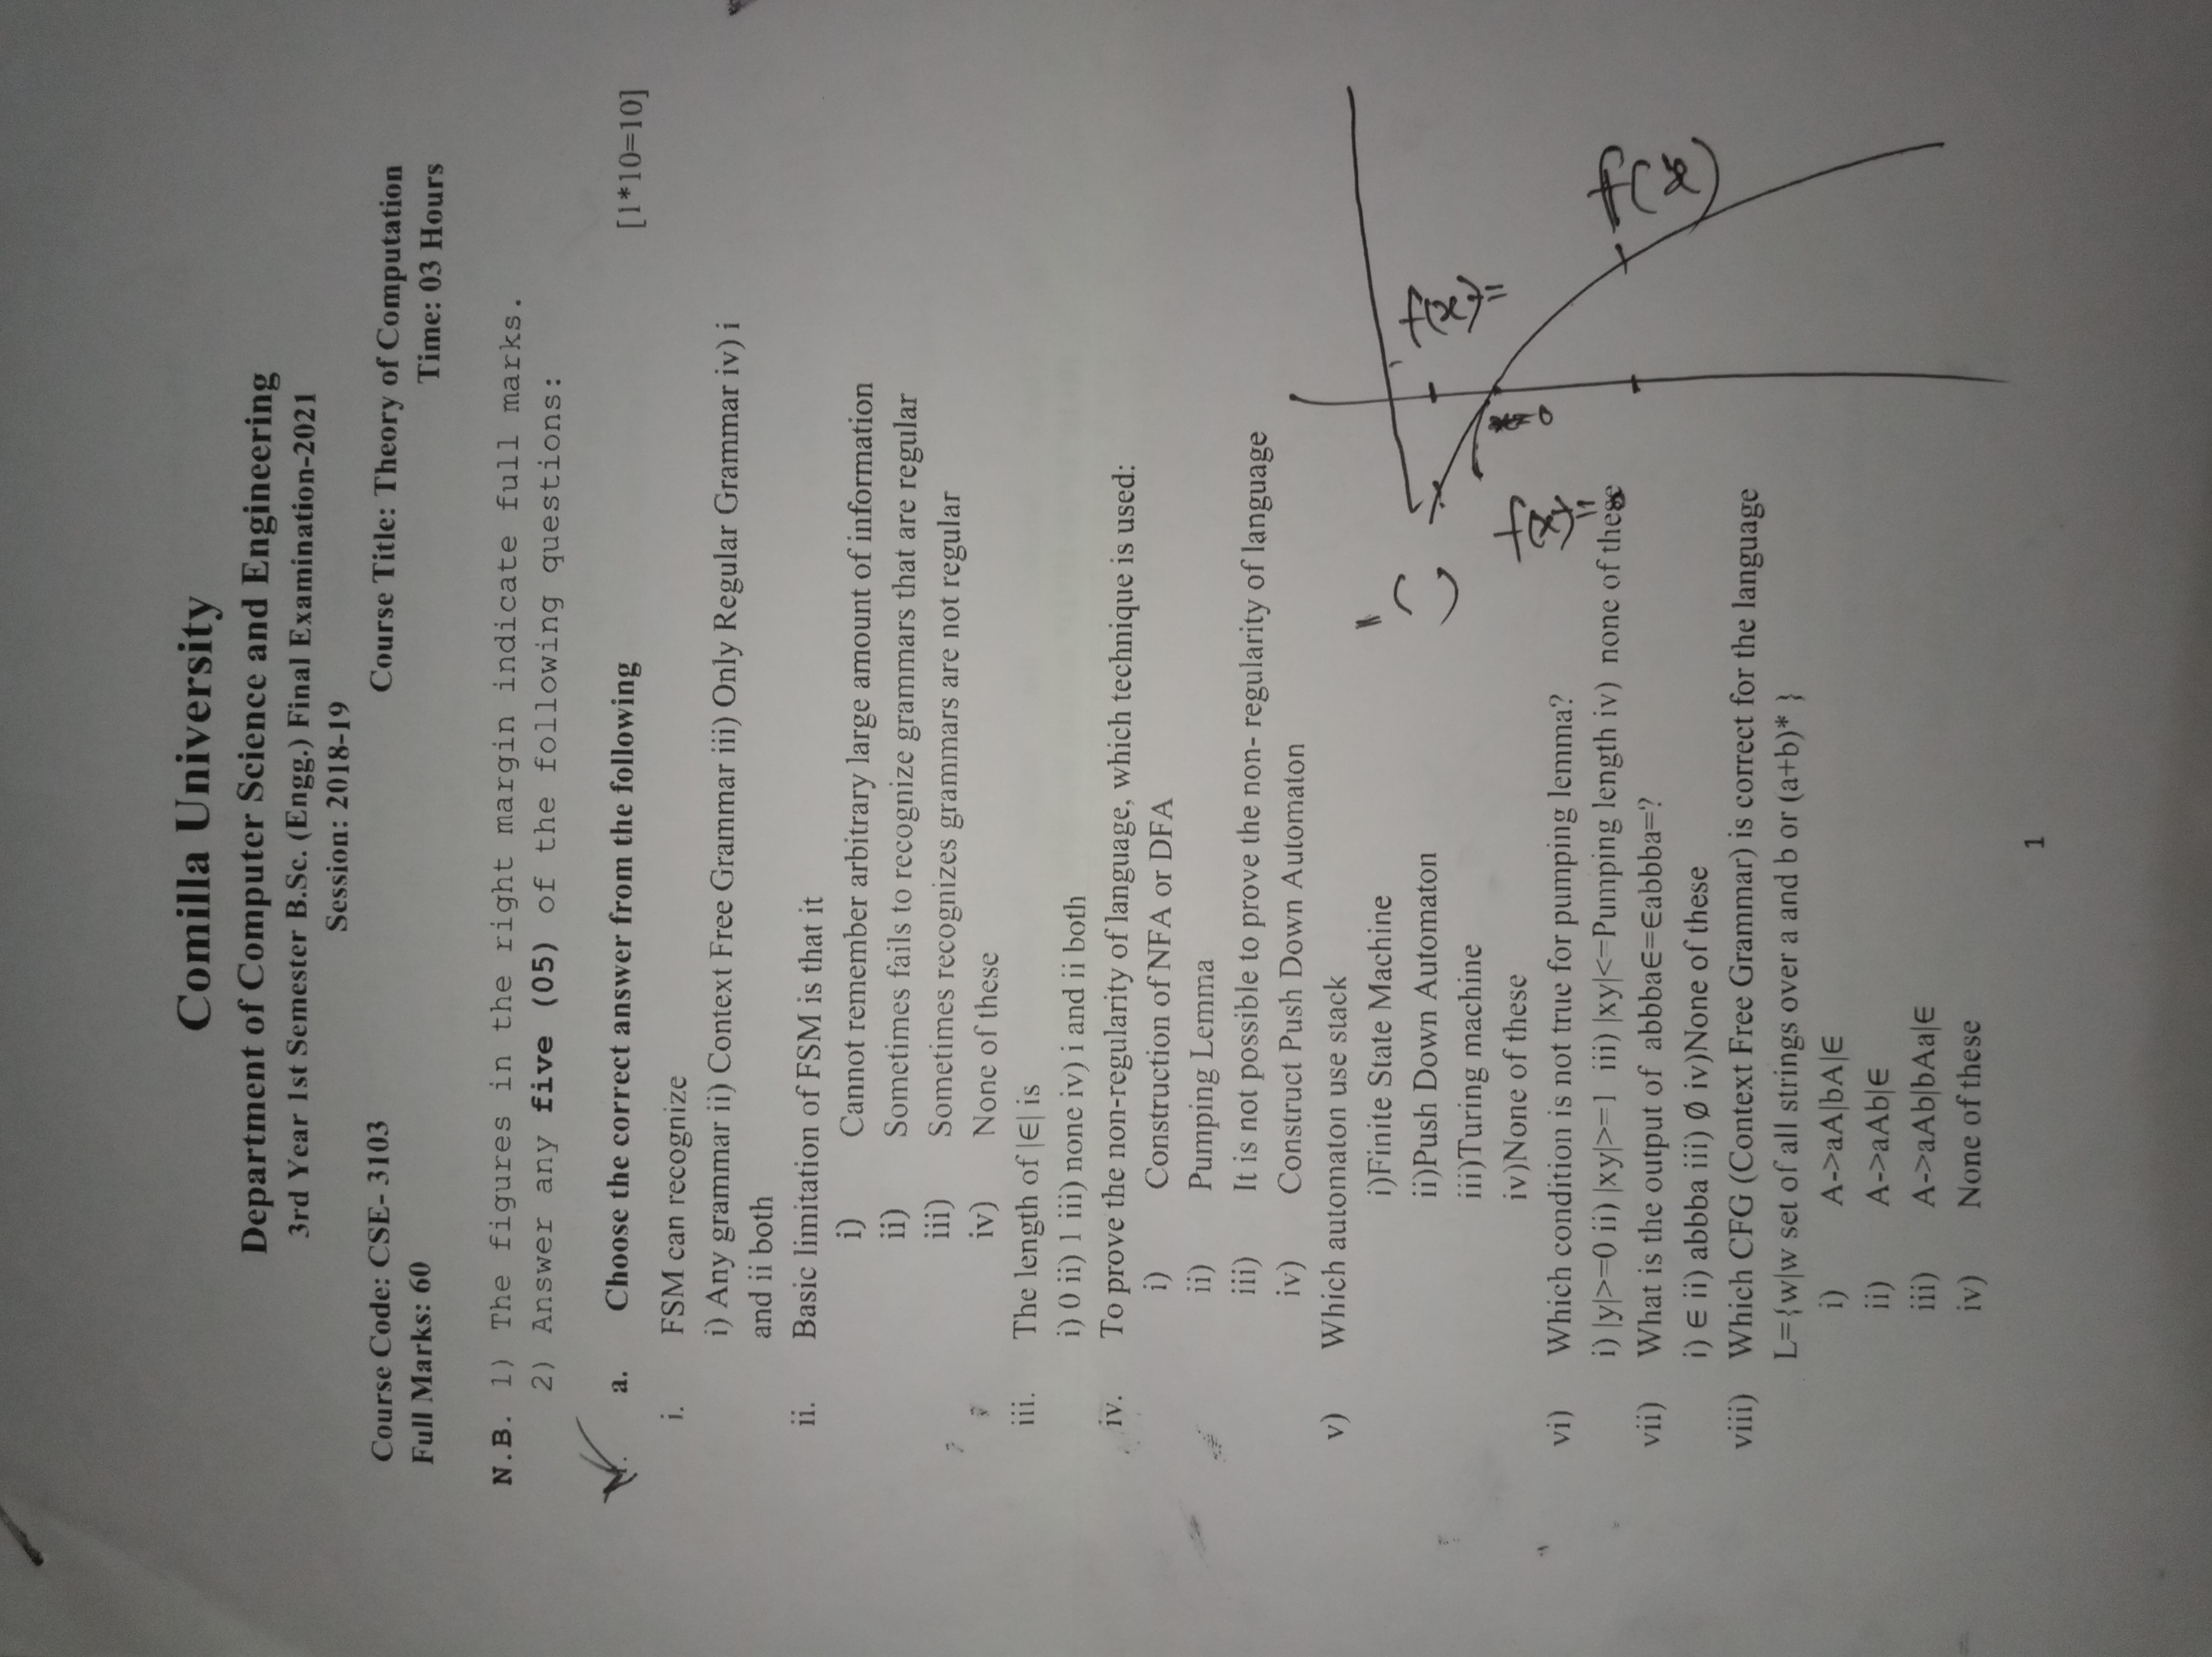 Comilla University
Department of Computer Science and Engineering
3rd Year 1st Semester B.Sc. (Engg.) Final Examination-2021
Session: 2018-19
Course Code: CSE- 3103 Course Title: Theory of Computation
Full Marks: 60 Time: 03 Hours
N.B. 1) The figures in the right margin indicate full marks.
2) Answer any five (05) of the following questions:
a. Choose the correct answer from the following [1*10=10]
i. FSM can recognize
i) Any grammar ii) Context Free Grammar iii) Only Regular Grammar iv) i
and ii both
ii. Basic limitation of FSM is that it
i) Cannot remember arbitrary large amount of information
ii) Sometimes fails to recognize grammars that are regular
iii) Sometimes recognizes grammars are not regular
iv) None of these
iii. The length of |∈| is
i) 0 ii) 1 iii) none iv) i and ii both
iv. To prove the non-regularity of language, which technique is used:
i) Construction of NFA or DFA
ii) Pumping Lemma
iii) It is not possible to prove the non- regularity of language
iv) Construct Push Down Automaton
v) Which automaton use stack
i)Finite State Machine
ii)Push Down Automaton
iii)Turing machine
iv)None of these
vi) Which condition is not true for pumping lemma?
i) |y|>=0 ii) |xy|>=1 iii) |xy|<=Pumping length iv) none of these
vii) What is the output of abbba∈=∈abbba=?
i) ∈ ii) abbba iii) Ø iv)None of these
viii) Which CFG (Context Free Grammar) is correct for the language
L={w|w set of all strings over a and b or (a+b)* }
i) A->aA|bA|∈
ii) A->aAb|∈
iii) A->aAb|bAa|∈
iv) None of these
f(x)=
f(x)=
f(x)
1